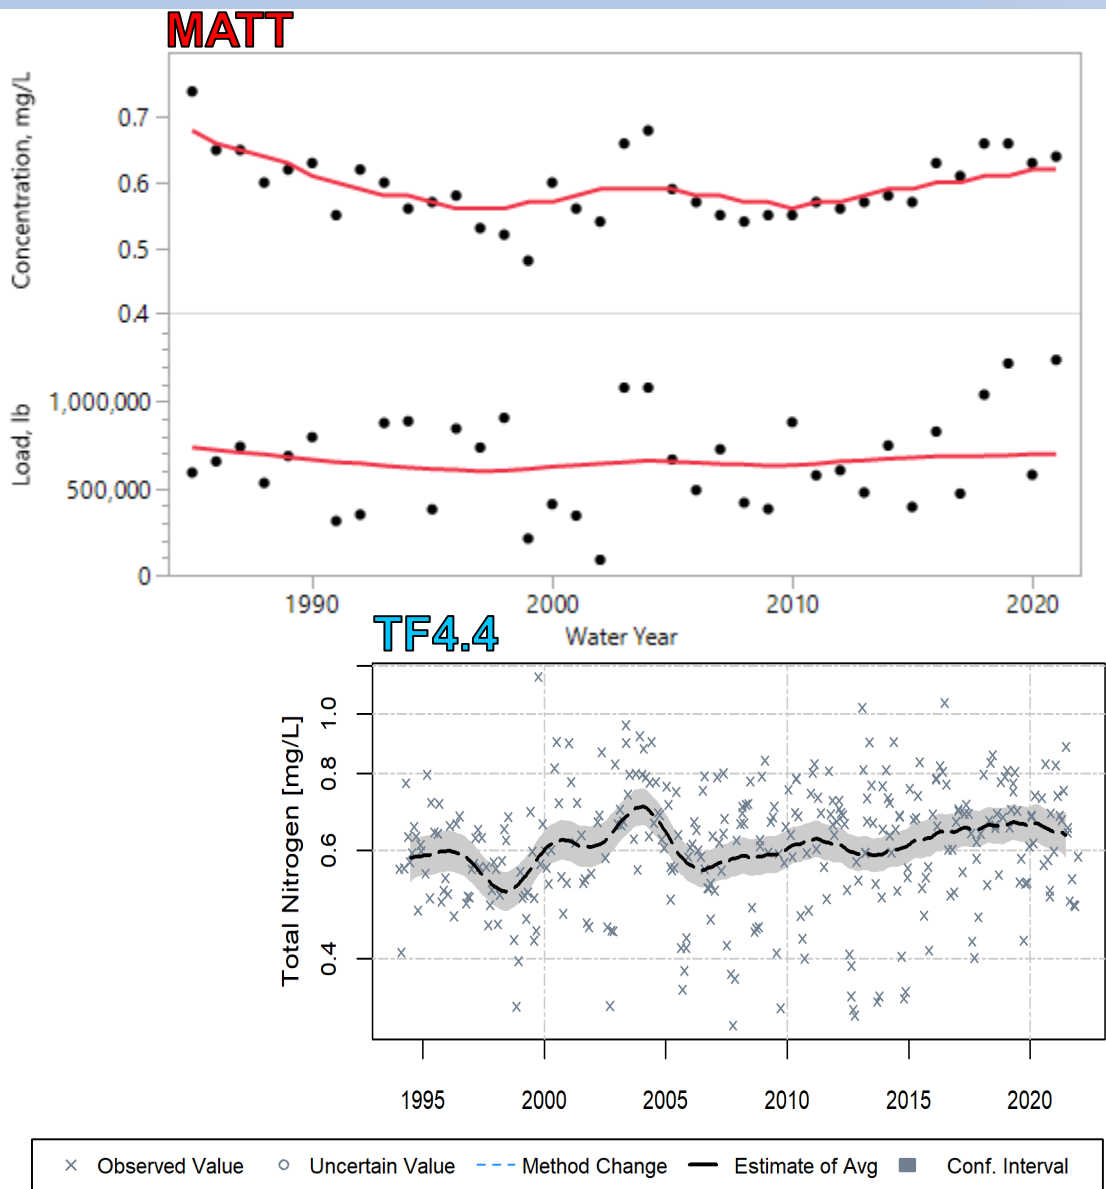 MATT
Concentration, mg/L
0.7
0.6
0.5
0.4
Load, lb
1,000,000
500,000
0
1990 2000 2010 2020
Water Year
TF4.4
Total Nitrogen [mg/L]
1.0
0.8
0.6
0.4
1995 2000 2005 2010 2015 2020
Observed Value Uncertain Value Method Change Estimate of Avg Conf. Interval